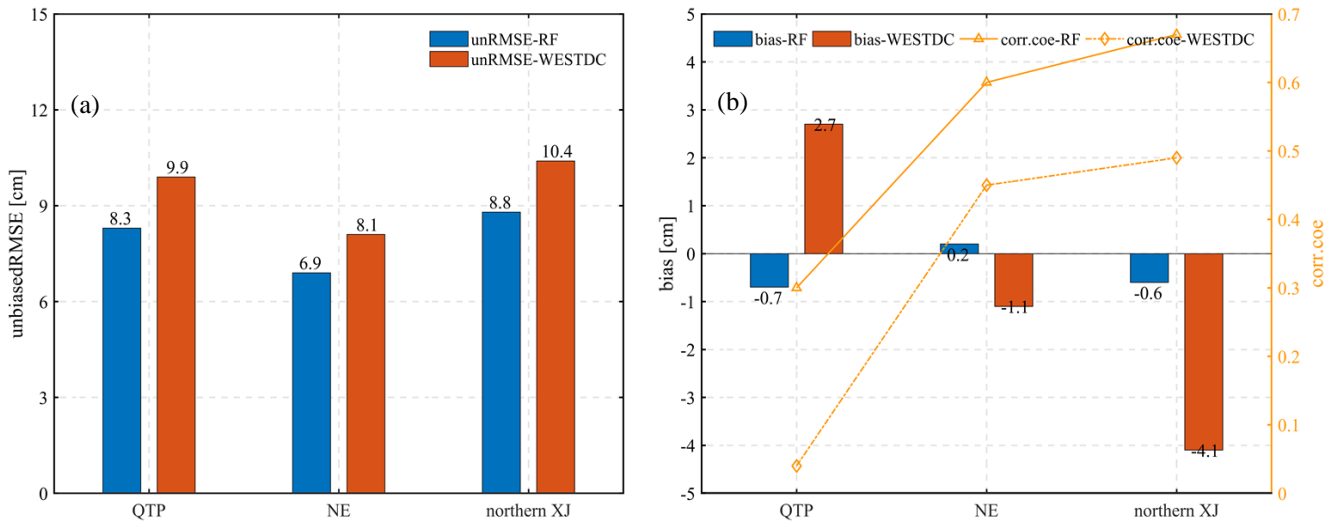 15
12
9
6
3
0
unbiasedRMSE [cm]
(a)
unRMSE-RF
unRMSE-WESTDC
8.3
9.9
6.9
8.1
8.8
10.4
QTP
NE
northern XJ
5
4
3
2
1
0
-1
-2
-3
-4
-5
bias [cm]
(b)
bias-RF bias-WESTDC corr.coe-RF corr.coe-WESTDC
-0.7
2.7
0.2
-1.1
-0.6
-4.1
QTP
NE
northern XJ
0.7
0.6
0.5
0.4
0.3
0.2
0.1
0
corr.coe